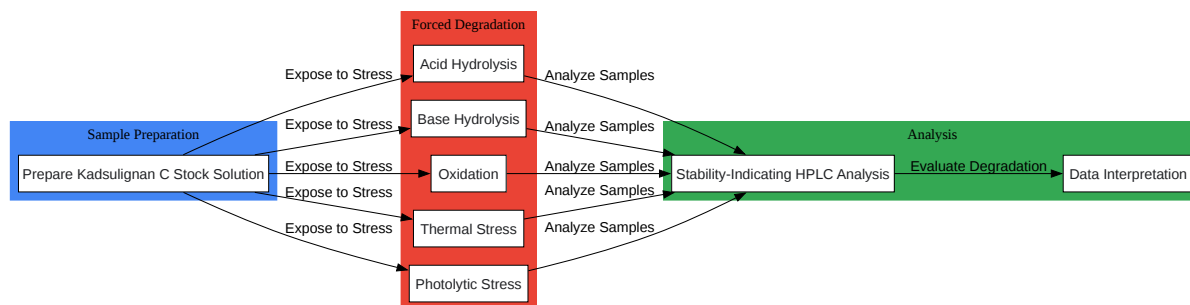 Forced Degradation
Acid Hydrolysis
Expose to Stress
Analyze Samples
Base Hydrolysis
Expose to Stress
Analyze Samples
Sample Preparation
Analysis
Prepare Kadsulignan C Stock Solution
Expose to Stress
Oxidation
Analyze Samples
Stability-Indicating HPLC Analysis
Evaluate Degradation
Data Interpretation
Expose to Stress
Analyze Samples
Thermal Stress
Expose to Stress
Analyze Samples
Photolytic Stress